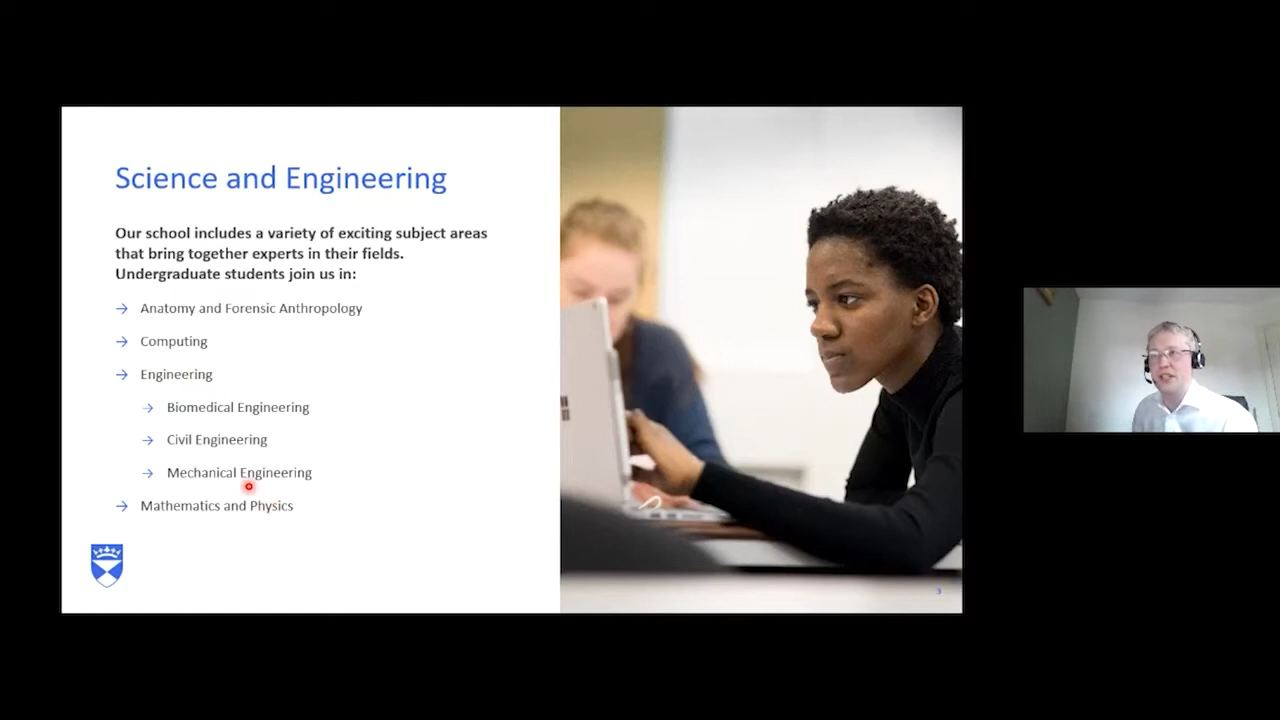 Science and Engineering
Our school includes a variety of exciting subject areas
that bring together experts in their fields.
Undergraduate students join us in:
→ Anatomy and Forensic Anthropology
→ Computing
→ Engineering
→ Biomedical Engineering
→ Civil Engineering
→ Mechanical Engineering
→ Mathematics and Physics
3